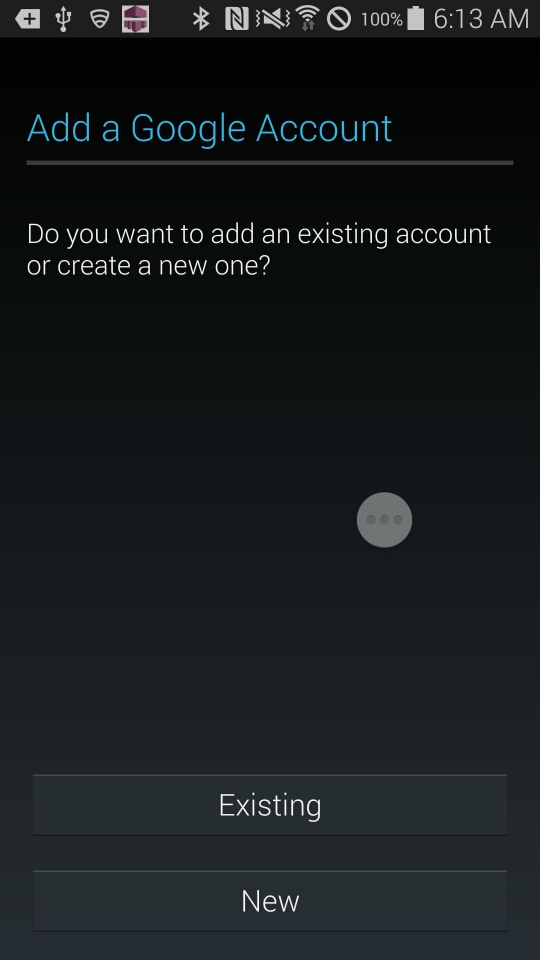 100% 6:13 AM
Add a Google Account
Do you want to add an existing account
or create a new one?
Existing
New